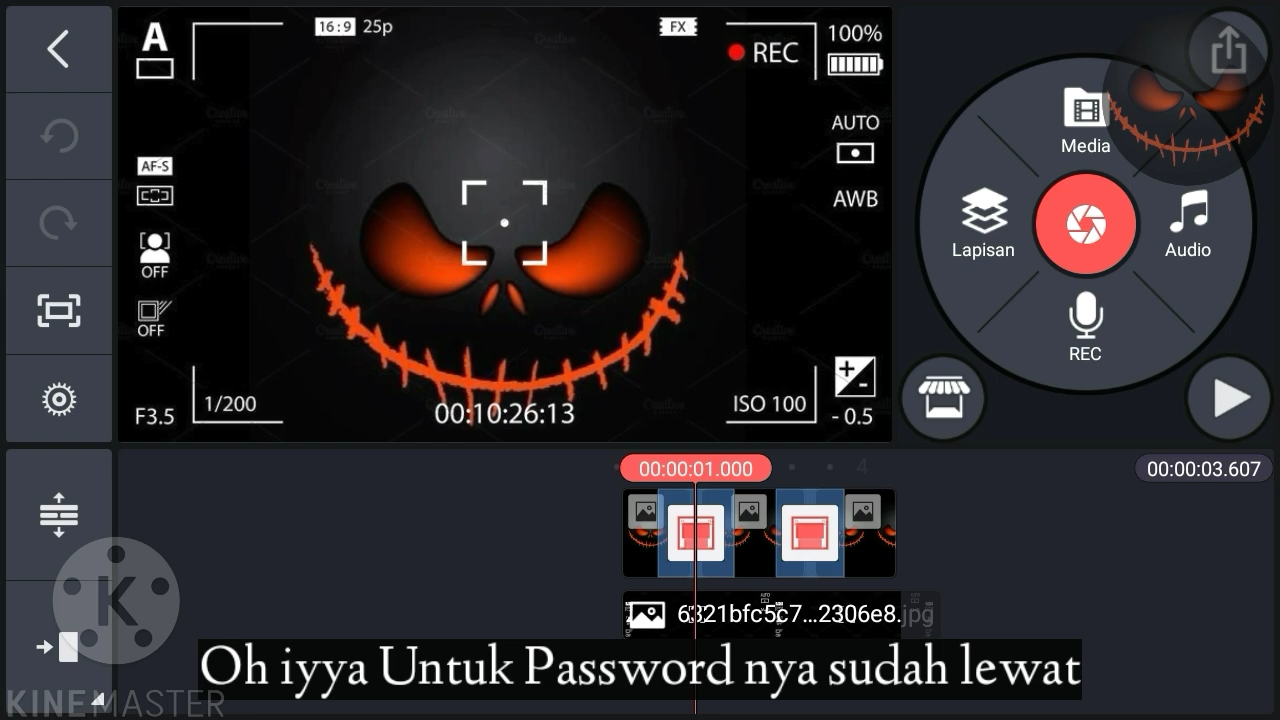 A
16:9 25p
FX
REC
100%
Media
AUTO
AF-S
AWB
Lapisan
Audio
OFF
OFF
REC
F3.5
1/200
00:10:26:13
ISO 100
- 0.5
00:00:01.000
4
00:00:03.607
6321bfc5c7...2306e8.jpg
K
Oh iyya Untuk Password nya sudah lewat
KINEMASTER